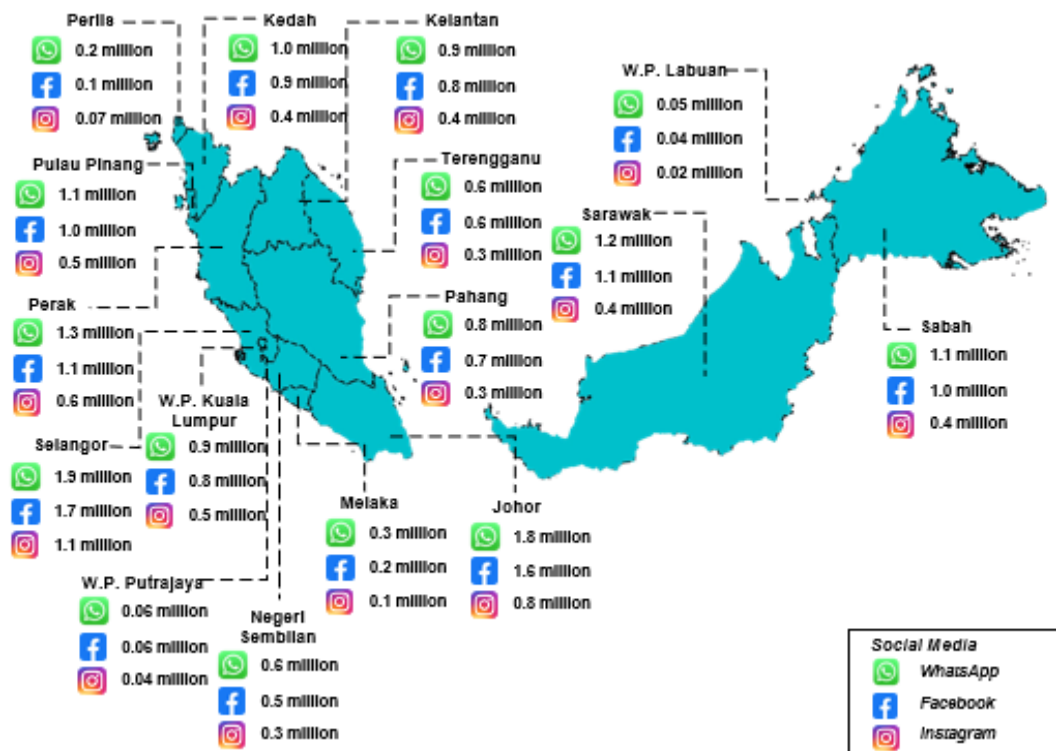 Perlis
0.2 million
0.1 million
0.07 million
Kedah
1.0 million
0.9 million
0.4 million
Kelantan
0.9 million
0.8 million
0.4 million
W.P. Labuan
0.05 million
0.04 million
0.02 million
Pulau Pinang
1.1 million
1.0 million
0.5 million
Terengganu
0.6 million
0.6 million
0.3 million
Sarawak
1.2 million
1.1 million
0.4 million
Perak
1.3 million
1.1 million
0.6 million
Pahang
0.8 million
0.7 million
0.3 million
Sabah
1.1 million
1.0 million
0.4 million
W.P. Kuala
Lumpur
0.9 million
0.8 million
0.5 million
Selangor
1.9 million
1.7 million
1.1 million
Melaka
0.3 million
0.2 million
0.1 million
Johor
1.8 million
1.6 million
0.8 million
W.P. Putrajaya
0.06 million
0.06 million
0.04 million
Negeri
Sembilan
0.6 million
0.5 million
0.3 million
Social Media
WhatsApp
Facebook
Instagram